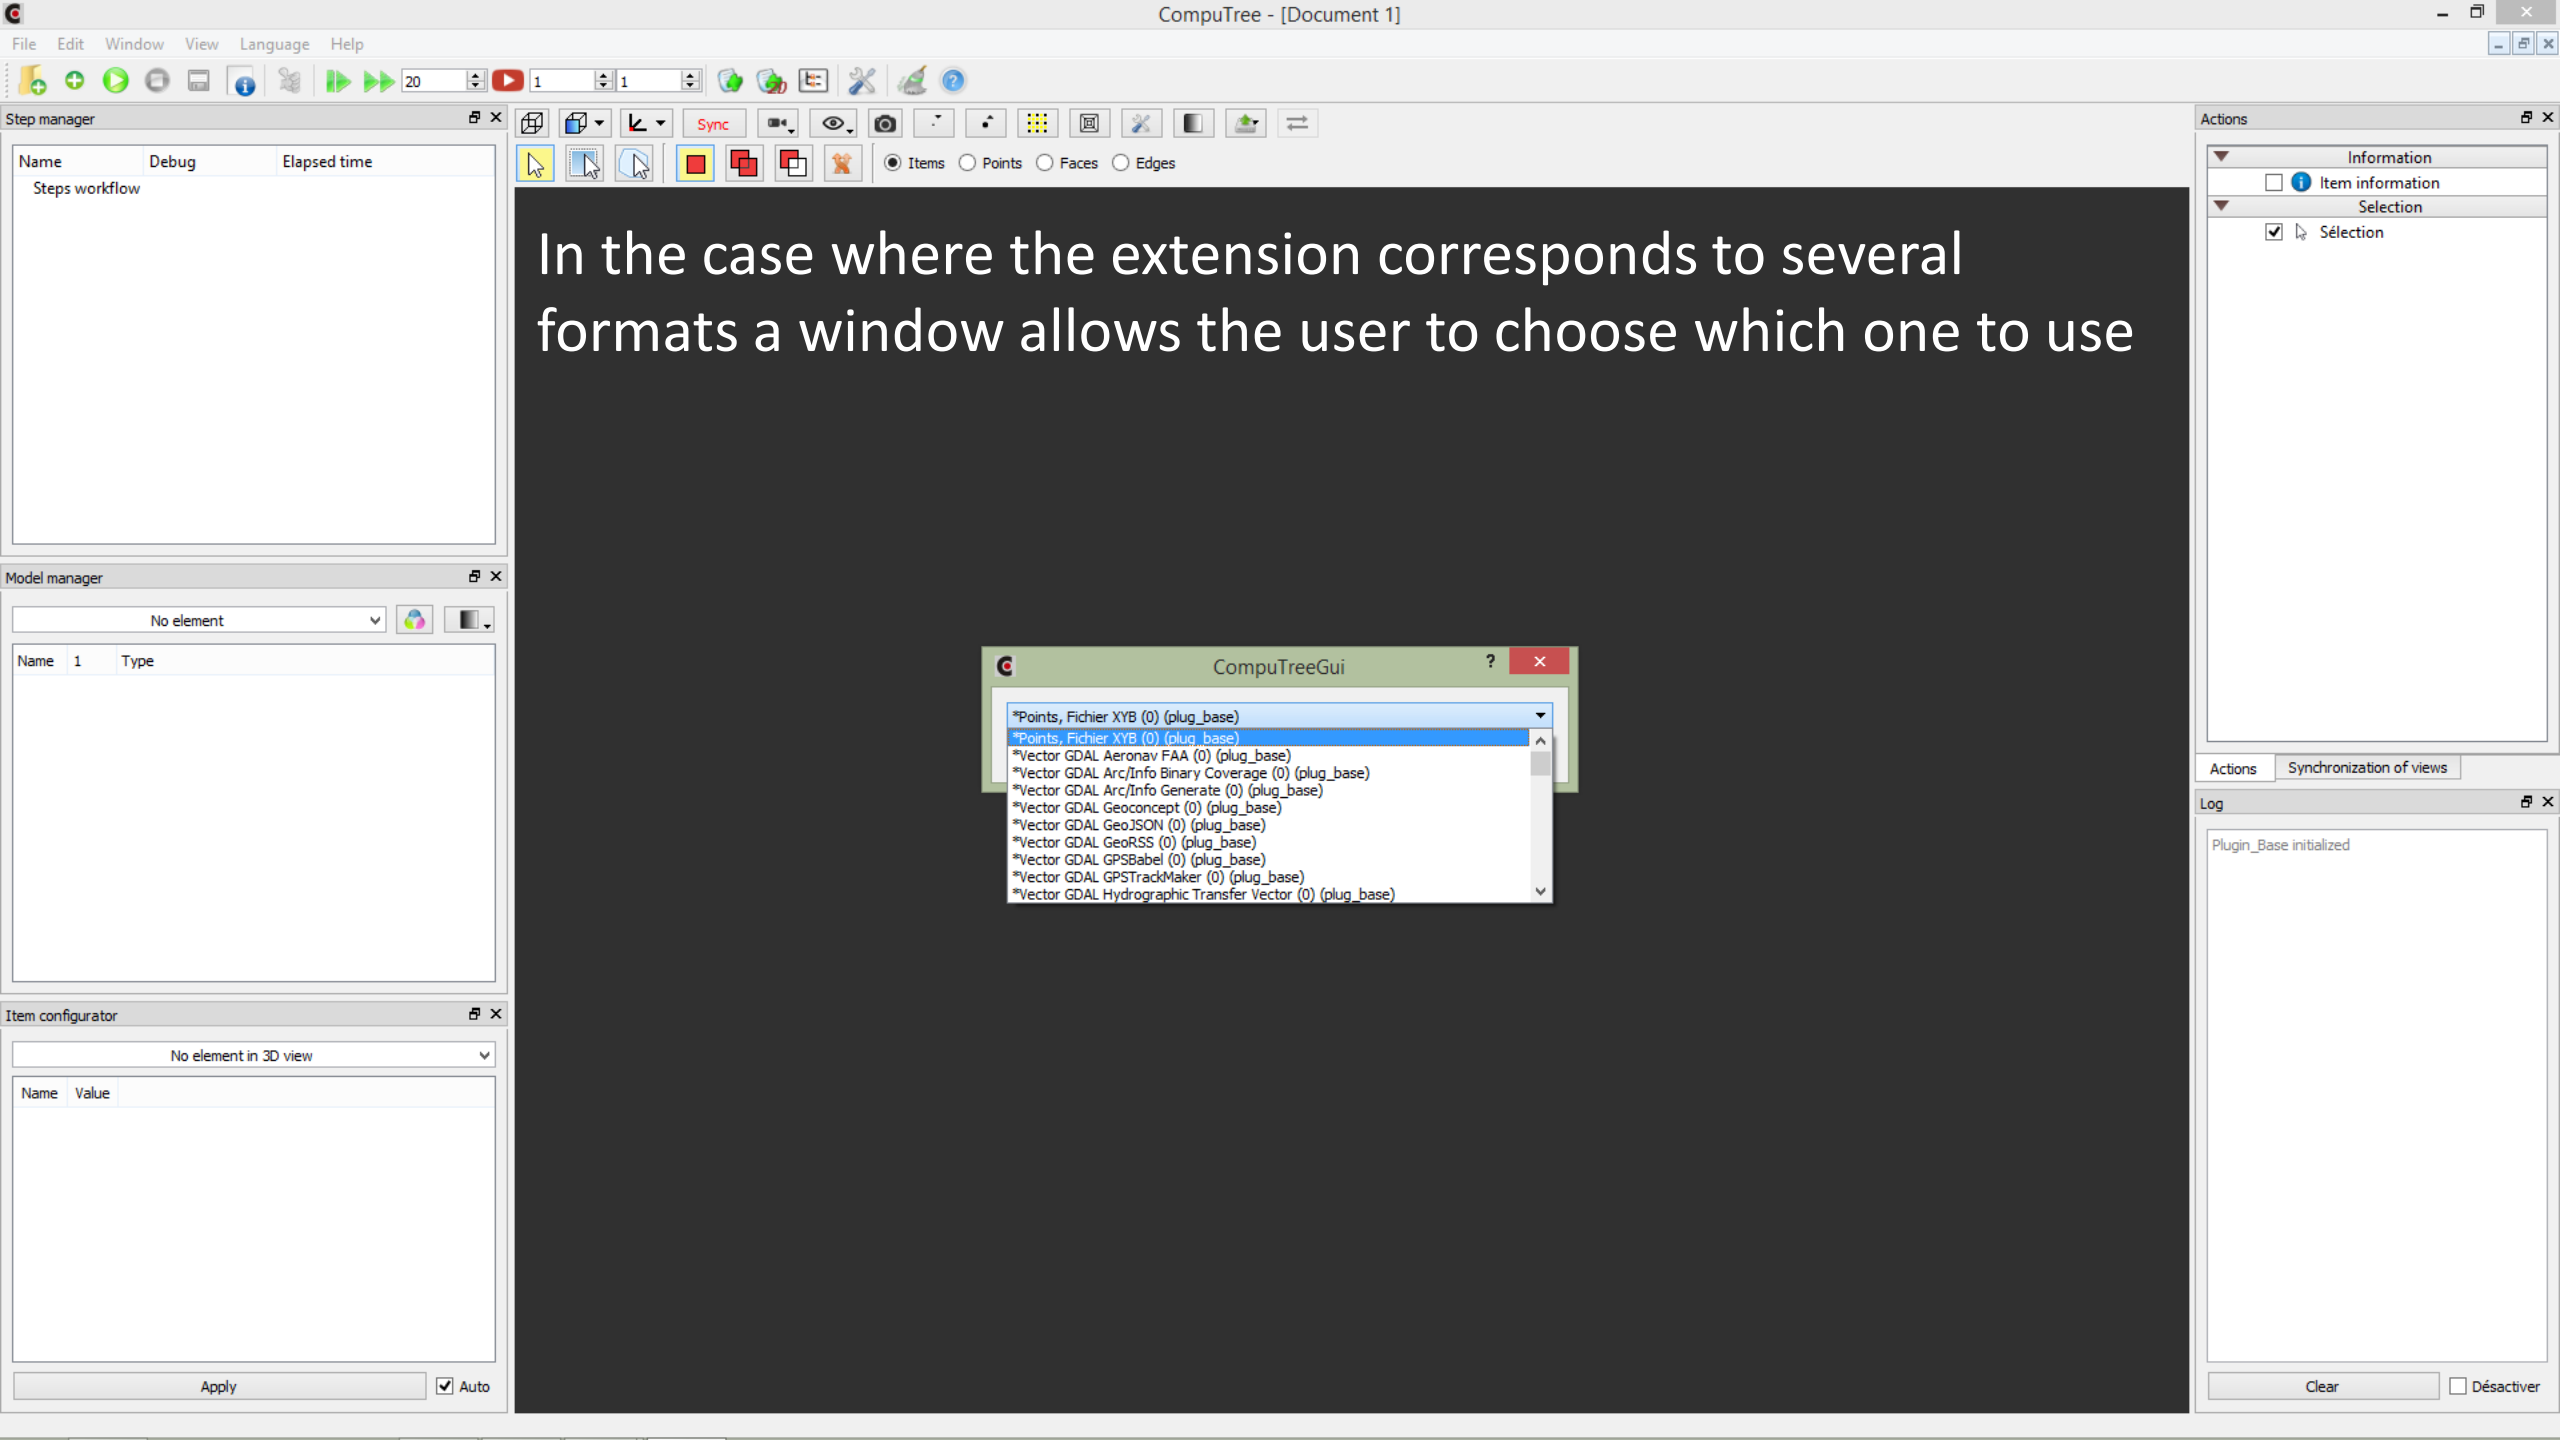 CompuTree - [Document 1]
File Edit Window View Language Help
20 1 1 2D
Step manager
Name Debug Elapsed time
Steps workflow
Sync
Items Points Faces Edges
In the case where the extension corresponds to several
formats a window allows the user to choose which one to use
Actions
Information
Item information
Selection
Sélection
Model manager
No element
Name 1 Type
CompuTreeGui
*Points, Fichier XYB (0) (plug_base)
*Points, Fichier XYB (0) (plug_base)
*Vector GDAL Aeronav FAA (0) (plug_base)
*Vector GDAL Arc/Info Binary Coverage (0) (plug_base)
*Vector GDAL Arc/Info Generate (0) (plug_base)
*Vector GDAL Geoconcept (0) (plug_base)
*Vector GDAL GeoJSON (0) (plug_base)
*Vector GDAL GeoRSS (0) (plug_base)
*Vector GDAL GPSBabel (0) (plug_base)
*Vector GDAL GPSTrackMaker (0) (plug_base)
*Vector GDAL Hydrographic Transfer Vector (0) (plug_base)
Actions Synchronization of views
Log
Plugin_Base initialized
Item configurator
No element in 3D view
Name Value
Apply Auto
Clear Désactiver